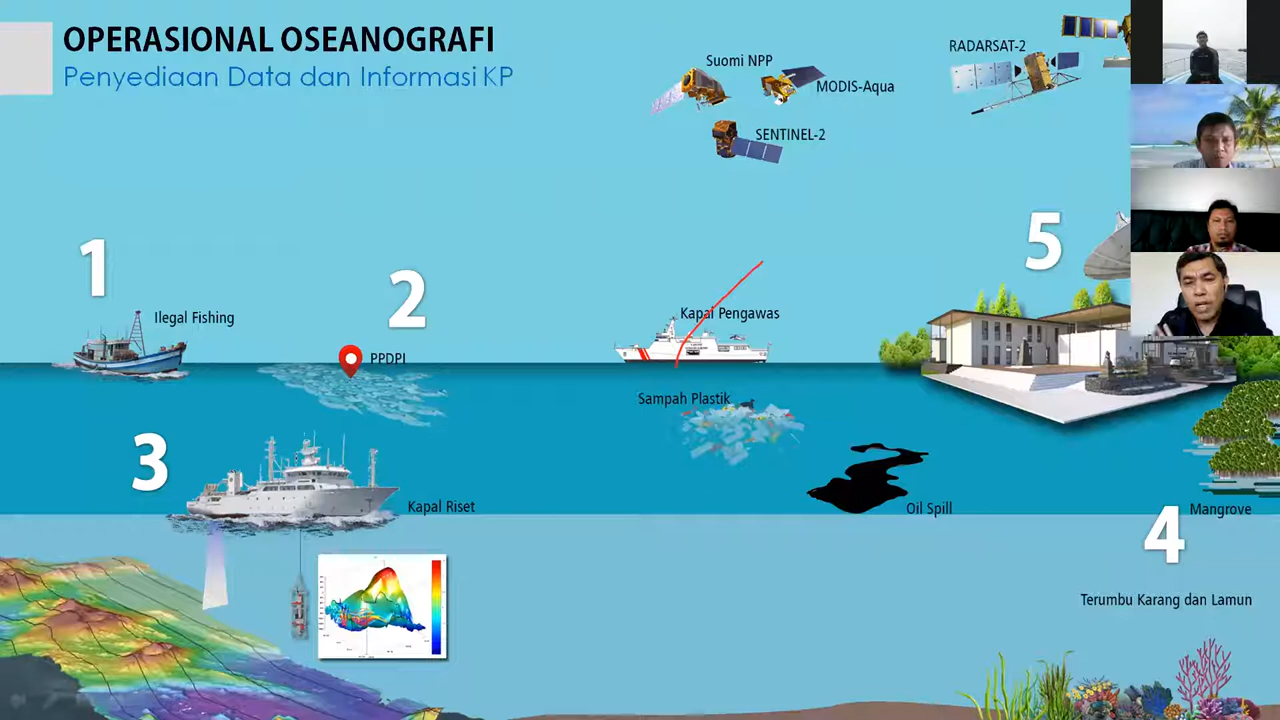 OPERASIONAL OSEANOGRAFI
Penyediaan Data dan Informasi KP
Suomi NPP
MODIS-Aqua
SENTINEL-2
RADARSAT-2
1
Ilegal Fishing
2
PPDPI
Kapal Pengawas
Sampah Plastik
5
3
Kapal Riset
Oil Spill
Mangrove
4
Terumbu Karang dan Lamun